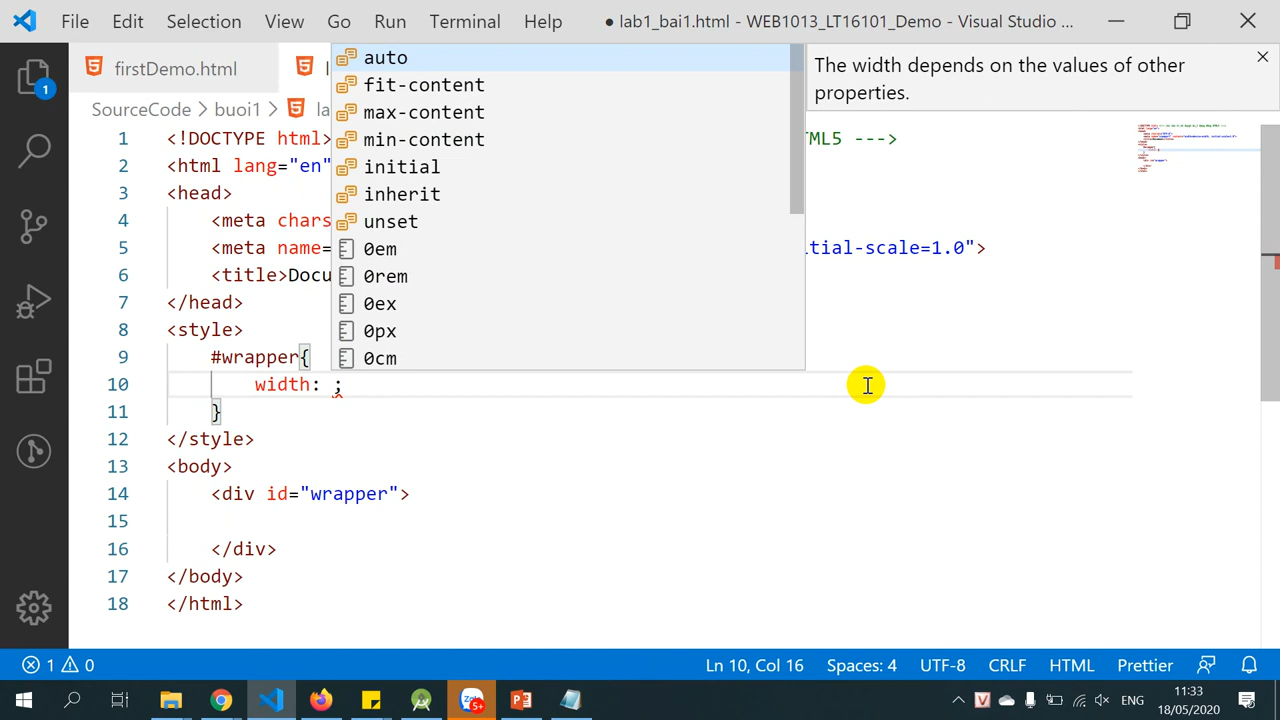 File Edit Selection View Go Run Terminal Help ● lab1_bai1.html - WEB1013_LT16101_Demo - Visual Studio ...
1
firstDemo.html
SourceCode > buoi1 > la
auto
fit-content
max-content
min-content
initial
inherit
unset
0em
0rem
0ex
0px
0cm
The width depends on the values of other
properties.
1 <!DOCTYPE html> TML5 --->
2 <html lang="en"
3 <head>
4 <meta chars
5 <meta name= tial-scale=1.0">
6 <title>Docu
7 </head>
8 <style>
9 #wrapper{
10 width: ;
11 }
12 </style>
13 <body>
14 <div id="wrapper">
15
16 </div>
17 </body>
18 </html>
1 0 Ln 10, Col 16 Spaces: 4 UTF-8 CRLF HTML Prettier
Zalo 5+ V ENG 11:33
18/05/2020